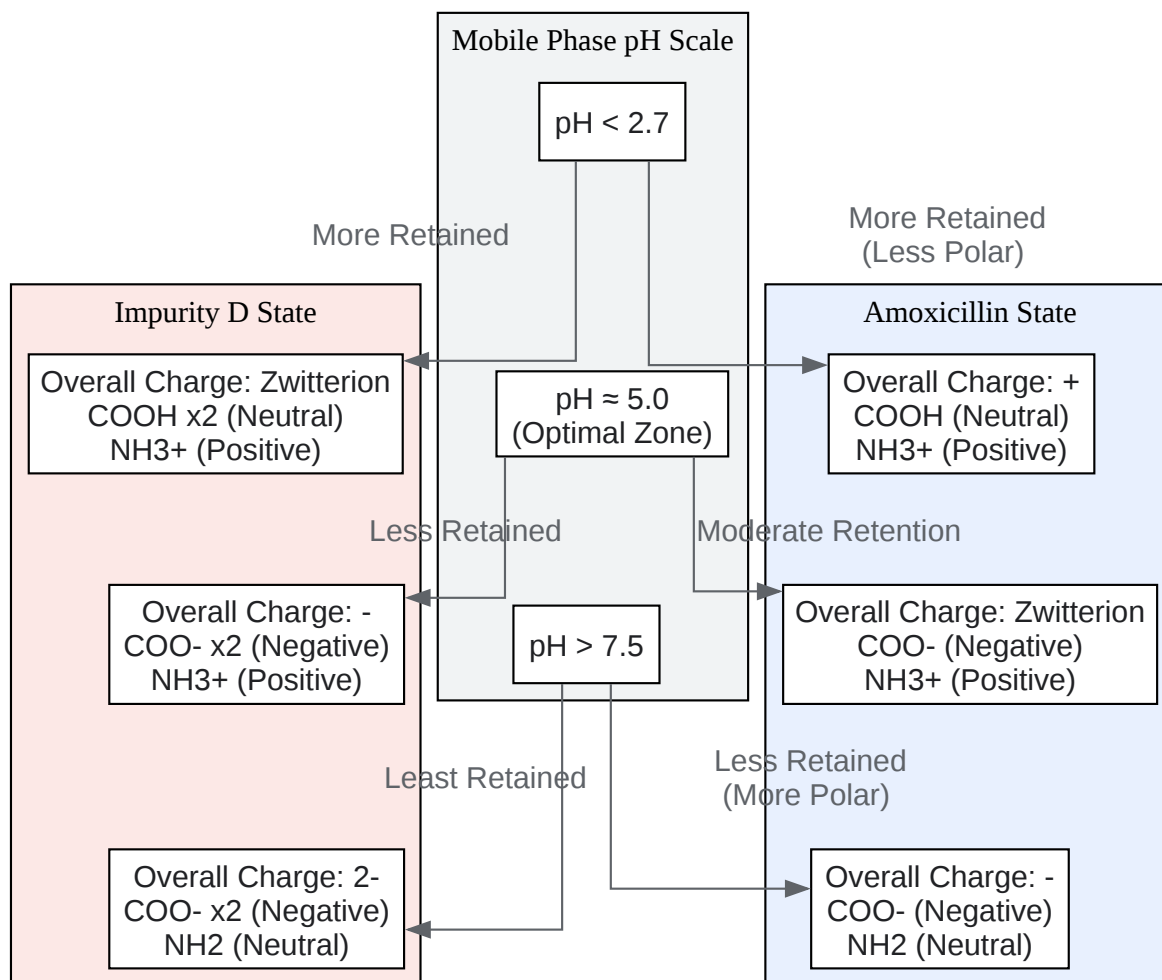 Mobile Phase pH Scale
pH < 2.7
More Retained
More Retained
(Less Polar)
Impurity D State
Amoxicillin State
Overall Charge: Zwitterion
COOH x2 (Neutral)
NH3+ (Positive)
pH ≈ 5.0
(Optimal Zone)
Overall Charge: +
COOH (Neutral)
NH3+ (Positive)
Less Retained
Moderate Retention
Overall Charge: -
COO- x2 (Negative)
NH3+ (Positive)
pH > 7.5
Overall Charge: Zwitterion
COO- (Negative)
NH3+ (Positive)
Least Retained
Less Retained
(More Polar)
Overall Charge: 2-
COO- x2 (Negative)
NH2 (Neutral)
Overall Charge: -
COO- (Negative)
NH2 (Neutral)